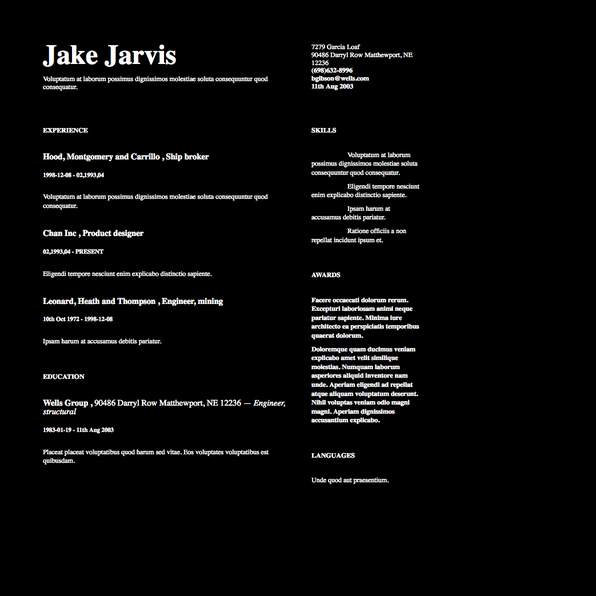 Jake Jarvis
Voluptatum at laborum possimus dignissimos molestiae soluta consequuntur quod
consequatur.
7279 Garcia Loaf
90486 Darryl Row Matthewport, NE
12236
(698)632-8996
bgibson@wells.com
11th Aug 2003
EXPERIENCE
Hood, Montgomery and Carrillo , Ship broker
1998-12-08 - 02,1993,04
Voluptatum at laborum possimus dignissimos molestiae soluta consequuntur quod
consequatur.
Chan Inc , Product designer
02,1993,04 - PRESENT
Eligendi tempore nesciunt enim explicabo distinctio sapiente.
Leonard, Heath and Thompson , Engineer, mining
10th Oct 1972 - 1998-12-08
Ipsam harum at accusamus debitis pariatur.
EDUCATION
Wells Group , 90486 Darryl Row Matthewport, NE 12236 — Engineer,
structural
1983-01-19 - 11th Aug 2003
Placeat placeat voluptatibus quod harum sed vitae. Eos voluptates voluptatibus est
quibusdam.
SKILLS
Voluptatum at laborum
possimus dignissimos molestiae soluta
consequuntur quod consequatur.
Eligendi tempore nesciunt
enim explicabo distinctio sapiente.
Ipsam harum at
accusamus debitis pariatur.
Ratione officiis a non
repellat incidunt ipsum et.
AWARDS
Facere occaecati dolorum rerum.
Excepturi laboriosam animi neque
pariatur sapiente. Minima iure
architecto ea perspiciatis temporibus
quaerat dolorum.
Doloremque quam ducimus veniam
explicabo amet velit similique
molestias. Numquam laborum
asperiores aliquid inventore nam
unde. Aperiam eligendi ad repellat
atque aliquam voluptatum deserunt.
Nihil voluptas veniam odio magni
magni. Aperiam dignissimos
accusantium explicabo.
LANGUAGES
Unde quod aut praesentium.